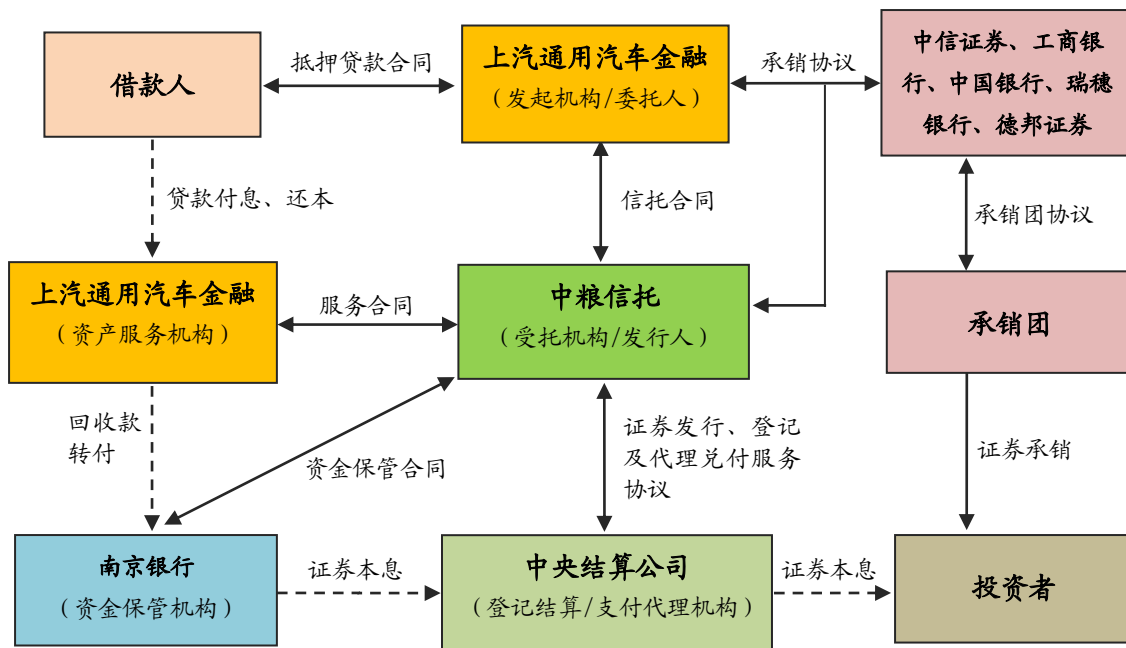 借款人
抵押贷款合同
上汽通用汽车金融
（发起机构/委托人）
承销协议
中信证券、工商银
行、中国银行、瑞穗
银行、德邦证券
贷款付息、还本
信托合同
承销团协议
上汽通用汽车金融
（资产服务机构）
服务合同
中粮信托
（受托机构/发行人）
承销团
回收款
转付
资金保管合同
证券发行、登记
及代理兑付服务
协议
证券承销
南京银行
（资金保管机构）
证券本息
中央结算公司
（登记结算/支付代理机构）
证券本息
投资者